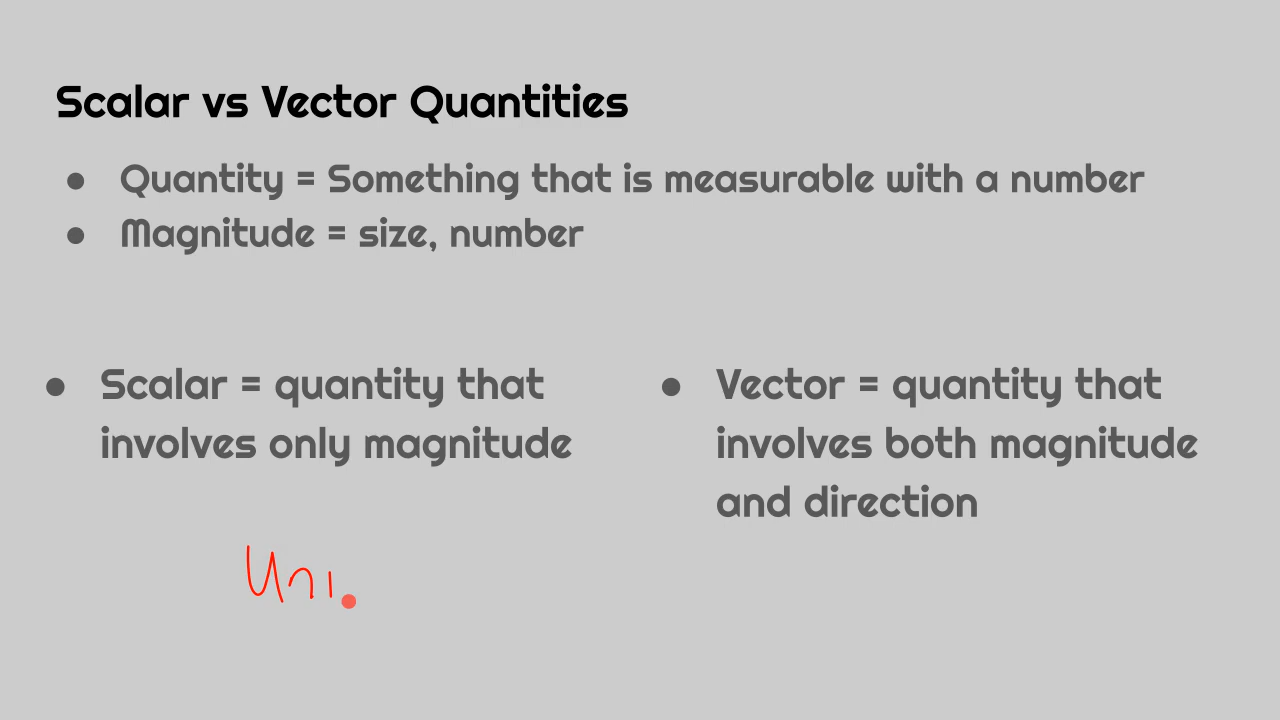 Scalar vs Vector Quantities
● Quantity = Something that is measurable with a number
● Magnitude = size, number
● Scalar = quantity that
involves only magnitude
● Vector = quantity that
involves both magnitude
and direction
Uni